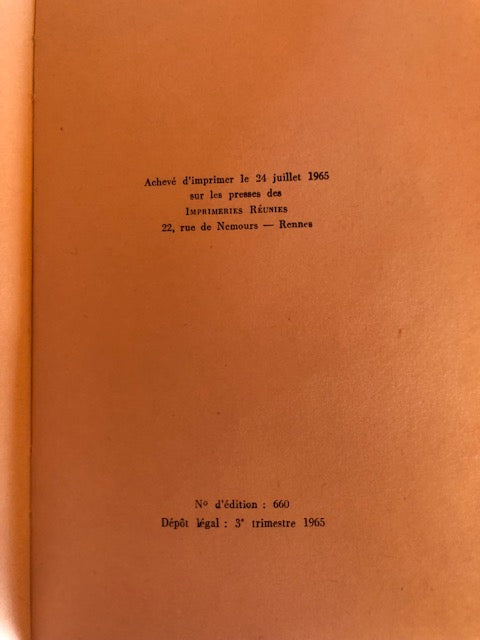 Achevé d'imprimer le 24 juillet 1965
sur les presses des
IMPRIMERIES RÉUNIES
22, rue de Nemours — Rennes
Nº d'édition : 660
Dépôt légal : 3ᵉ trimestre 1965